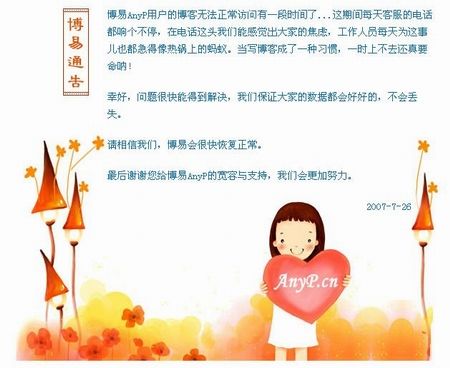 博易通告
博易AnyP用户的博客无法正常访问有一段时间了...这期间每天客服的电话
都响个不停，在电话这头我们能感觉出大家的焦虑，工作人员每天为这事
儿也都急得像热锅上的蚂蚁。当写博客成了一种习惯，一时上不去还真要
命呐！
幸好，问题很快能得到解决，我们保证大家的数据都会好好的，不会丢
失。
请相信我们，博易会很快恢复正常。
最后谢谢您给博易AnyP的宽容与支持，我们会更加努力。
2007-7-26
AnyP.cn